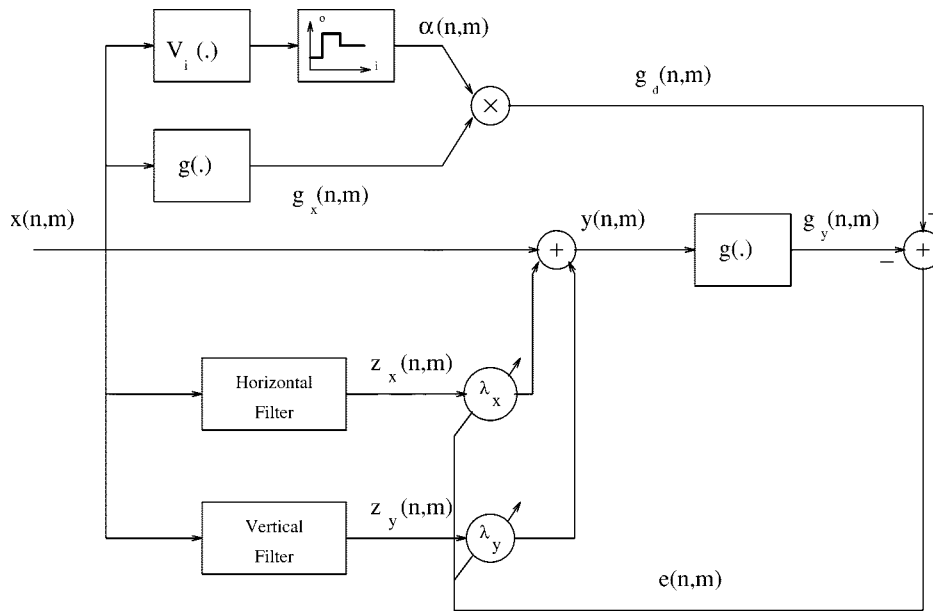 V_i (.)
o
i
α(n,m)
×
g_d(n,m)
g(.)
g_x(n,m)
x(n,m)
+
y(n,m)
g(.)
g_y(n,m)
−
+
Horizontal
Filter
z_x(n,m)
λ_x
Vertical
Filter
z_y(n,m)
λ_y
e(n,m)